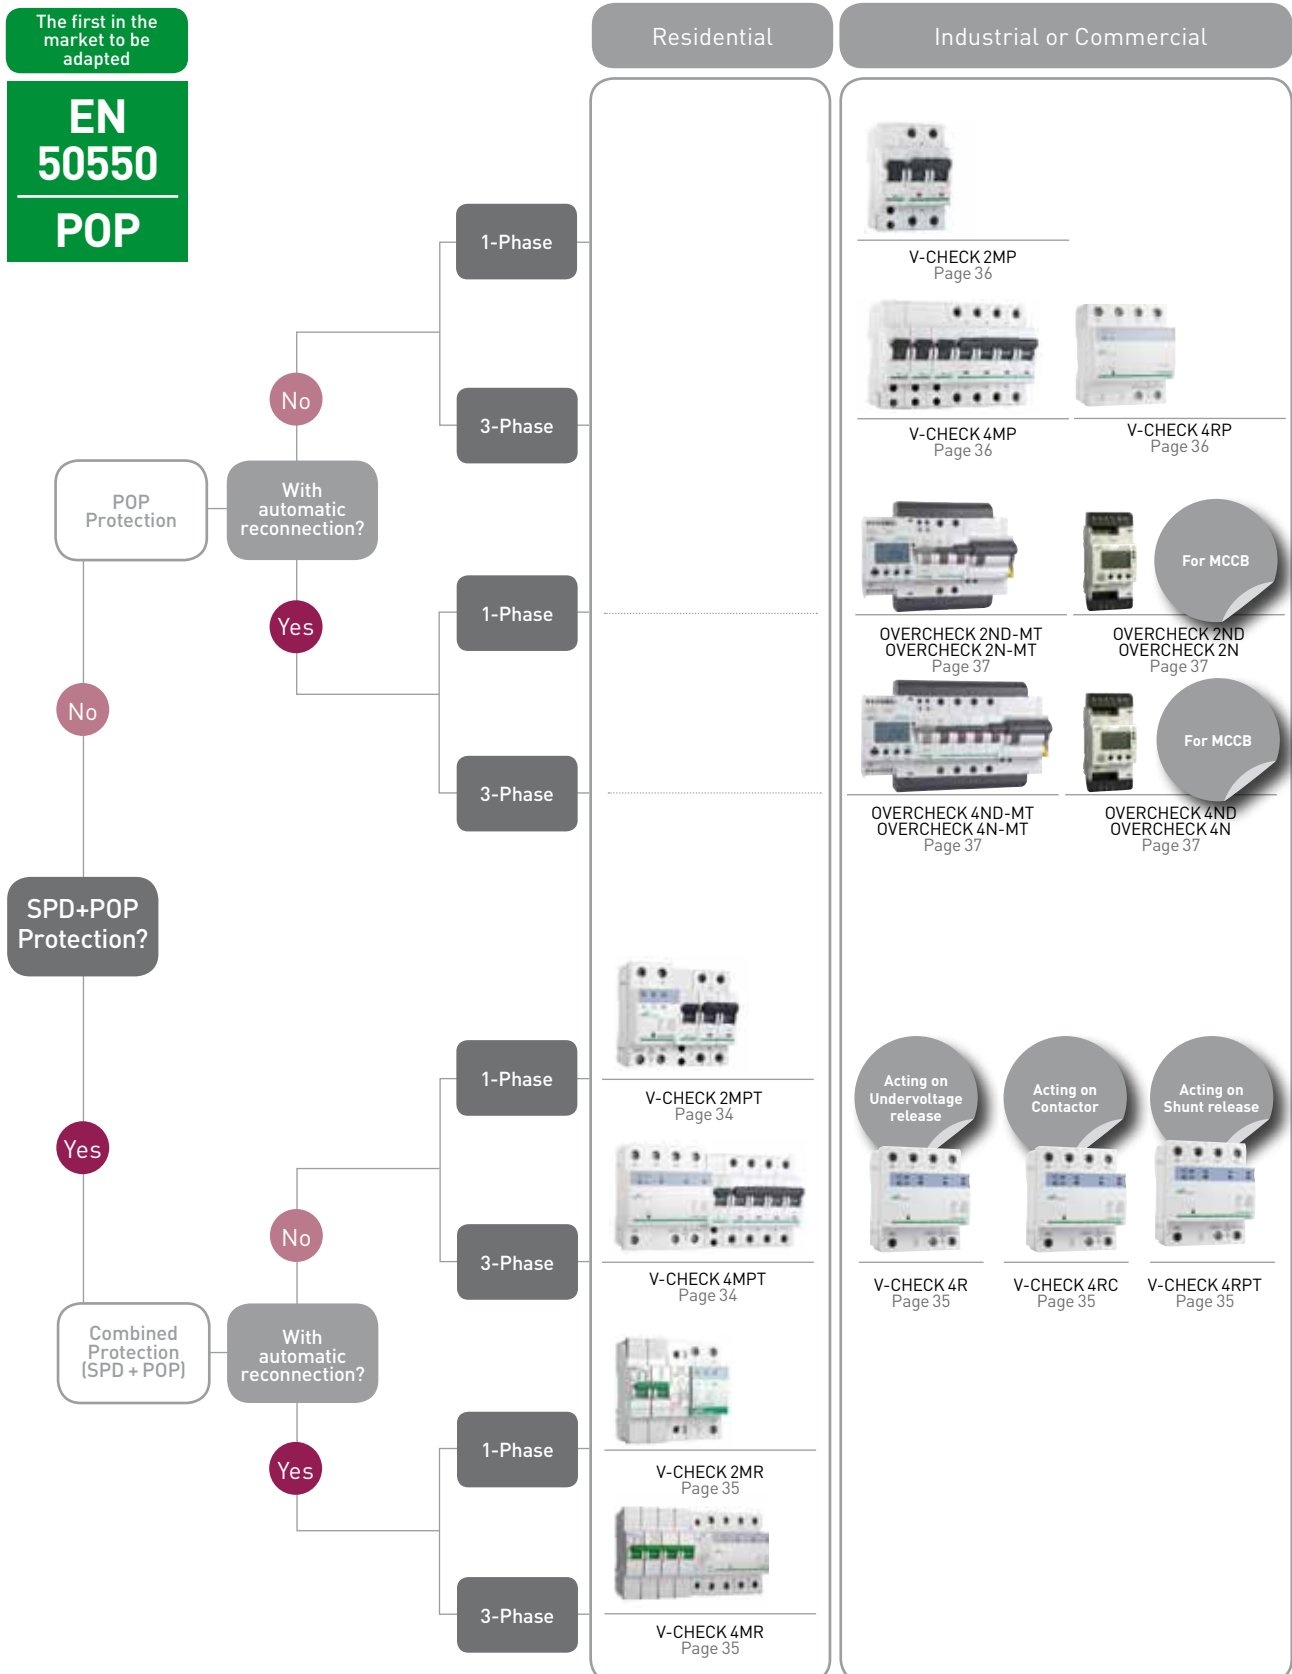 The first in the
market to be
adapted
EN
50550
POP
Residential
Industrial or Commercial
1-Phase
V-CHECK 2MP
Page 36
No
3-Phase
V-CHECK 4MP
Page 36
V-CHECK 4RP
Page 36
POP
Protection
With
automatic
reconnection?
For MCCB
Yes
1-Phase
OVERCHECK 2ND-MT
OVERCHECK 2N-MT
Page 37
OVERCHECK 2ND
OVERCHECK 2N
Page 37
No
For MCCB
3-Phase
OVERCHECK 4ND-MT
OVERCHECK 4N-MT
Page 37
OVERCHECK 4ND
OVERCHECK 4N
Page 37
SPD+POP
Protection?
1-Phase
V-CHECK 2MPT
Page 34
Acting on
Undervoltage
release
Acting on
Contactor
Acting on
Shunt release
Yes
No
3-Phase
V-CHECK 4MPT
Page 34
V-CHECK 4R
Page 35
V-CHECK 4RC
Page 35
V-CHECK 4RPT
Page 35
Combined
Protection
(SPD + POP)
With
automatic
reconnection?
Yes
1-Phase
V-CHECK 2MR
Page 35
3-Phase
V-CHECK 4MR
Page 35